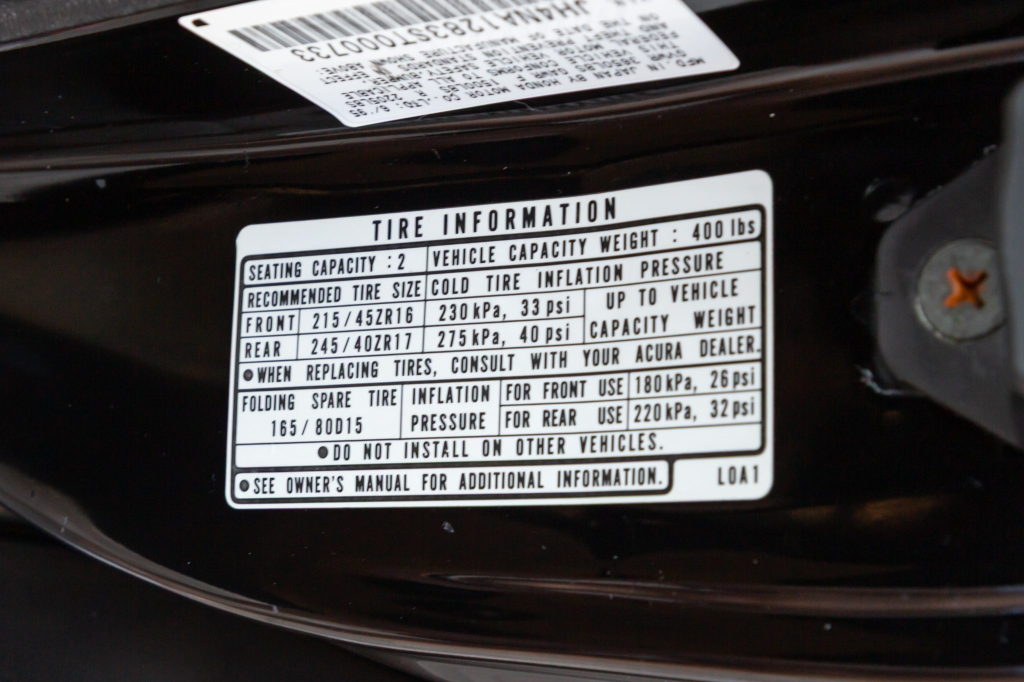 JH4NA1283ST000733
TIRE INFORMATION
SEATING CAPACITY : 2 VEHICLE CAPACITY WEIGHT : 400 lbs
RECOMMENDED TIRE SIZE COLD TIRE INFLATION PRESSURE
FRONT 215/45ZR16 230 kPa, 33 psi UP TO VEHICLE
REAR 245/40ZR17 275 kPa, 40 psi CAPACITY WEIGHT
●WHEN REPLACING TIRES, CONSULT WITH YOUR ACURA DEALER.
FOLDING SPARE TIRE INFLATION FOR FRONT USE 180 kPa, 26 psi
165/80D15 PRESSURE FOR REAR USE 220 kPa, 32 psi
●DO NOT INSTALL ON OTHER VEHICLES.
●SEE OWNER'S MANUAL FOR ADDITIONAL INFORMATION. L0A1